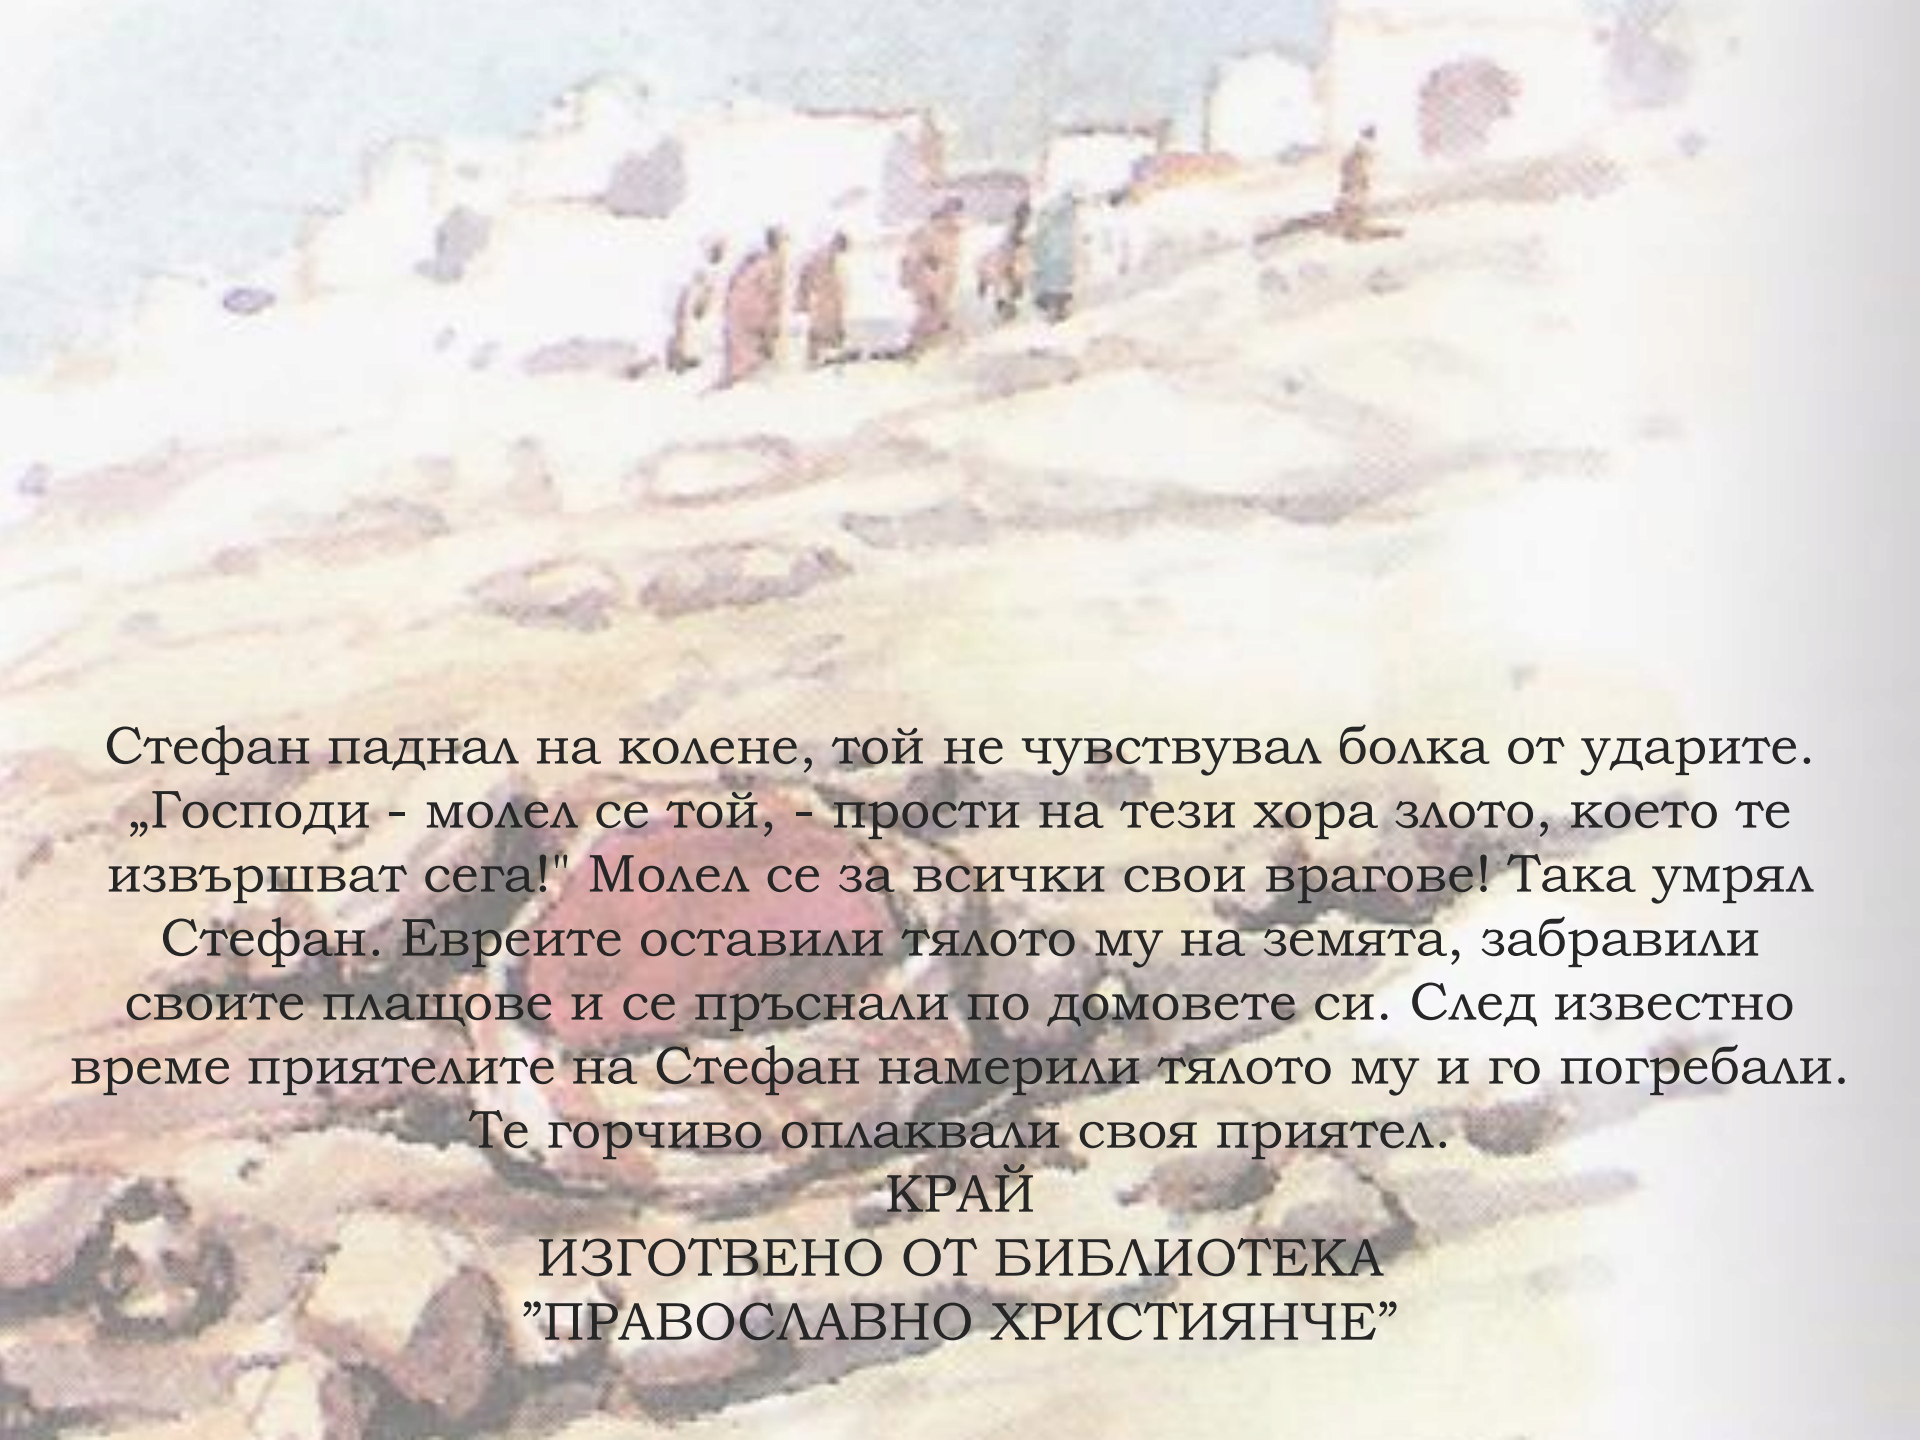 Стефан паднал на колене, той не чувствувал болка от ударите.
„Господи - молел се той, - прости на тези хора злото, което те
извършват сега!" Молел се за всички свои врагове! Така умрял
Стефан. Евреите оставили тялото му на земята, забравили
своите плащове и се пръснали по домовете си. След известно
време приятелите на Стефан намерили тялото му и го погребали.
Те горчиво оплаквали своя приятел.
КРАЙ
ИЗГОТВЕНО ОТ БИБЛИОТЕКА
”ПРАВОСЛАВНО ХРИСТИЯНЧЕ”